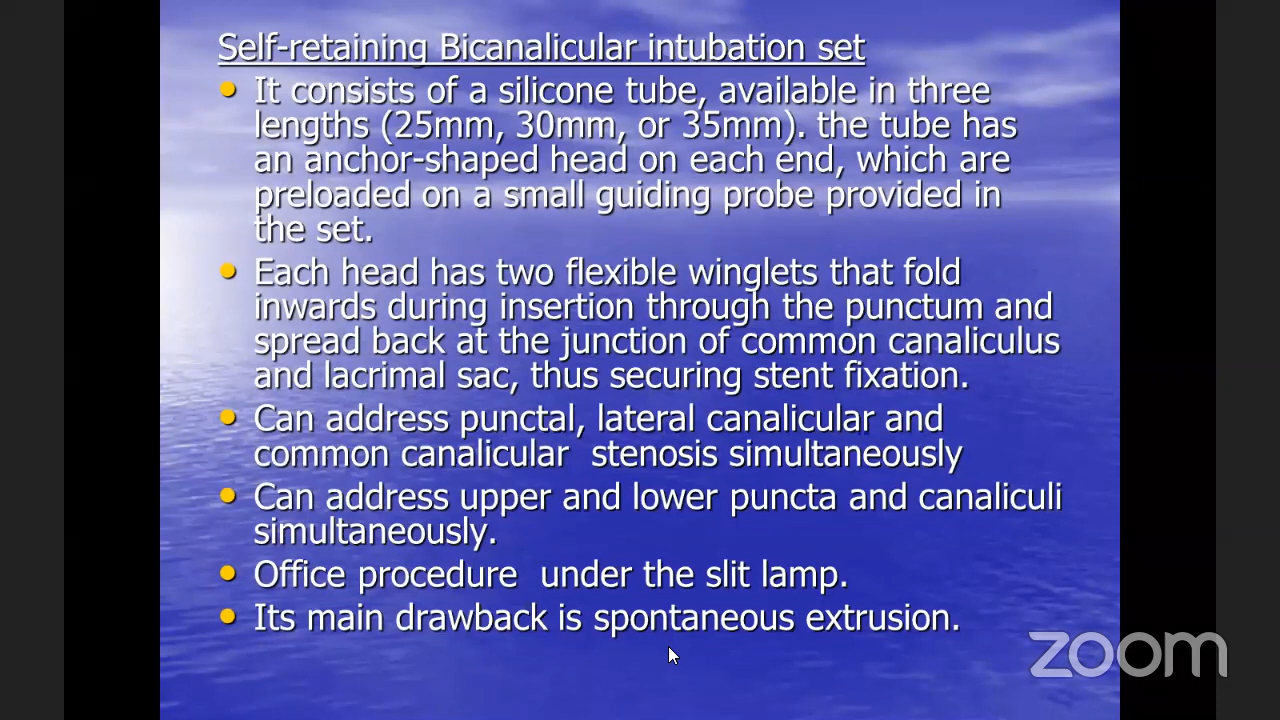 Self-retaining Bicanalicular intubation set
It consists of a silicone tube, available in three
lengths (25mm, 30mm, or 35mm). the tube has
an anchor-shaped head on each end, which are
preloaded on a small guiding probe provided in
the set.
Each head has two flexible winglets that fold
inwards during insertion through the punctum and
spread back at the junction of common canaliculus
and lacrimal sac, thus securing stent fixation.
Can address punctal, lateral canalicular and
common canalicular  stenosis simultaneously
Can address upper and lower puncta and canaliculi
simultaneously.
Office procedure  under the slit lamp.
Its main drawback is spontaneous extrusion.
zoom